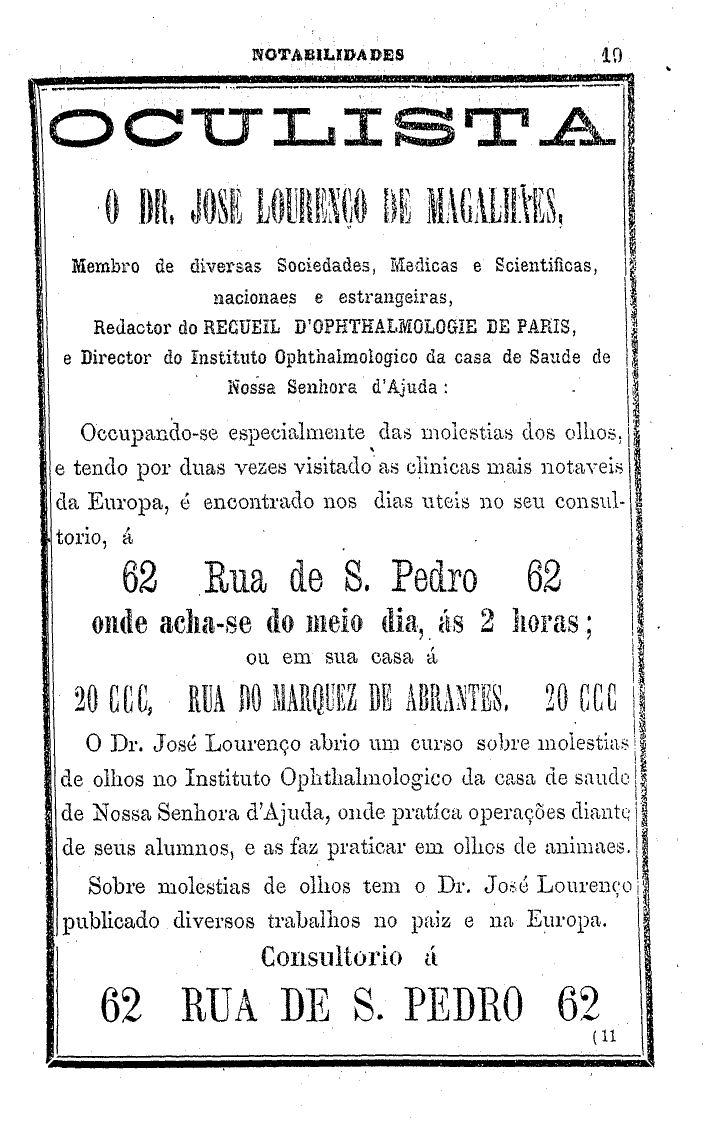 NOTABILIDADES 19
OCULISTA
O DR. JOSÉ LOURENÇO DE MAGALHÃES,
Membro de diversas Sociedades, Medicas e Scientificas,
nacionaes e estrangeiras,
Redactor do RECUEIL D'OPHTHALMOLOGIE DE PARIS,
e Director do Instituto Ophthalmologico da casa de Saude de
Nossa Senhora d'Ajuda :
Occupando-se especialmente das molestias dos olhos,
e tendo por duas vezes visitado as clinicas mais notaveis
da Europa, é encontrado nos dias uteis no seu consul-
torio, á
62 Rua de S. Pedro 62
onde acha-se do meio dia, ás 2 horas;
ou em sua casa á
20 CCC, RUA DO MARQUEZ DE ABRANTES. 20 CCC
O Dr. José Lourenço abrio um curso sobre molestias
de olhos no Instituto Ophthalmologico da casa de saude
de Nossa Senhora d'Ajuda, onde pratíca operações diante
de seus alumnos, e as faz praticar em olhos de animaes.
Sobre molestias de olhos tem o Dr. José Lourenço
publicado diversos trabalhos no paiz e na Europa.
Consultorio á
62 RUA DE S. PEDRO 62
(11